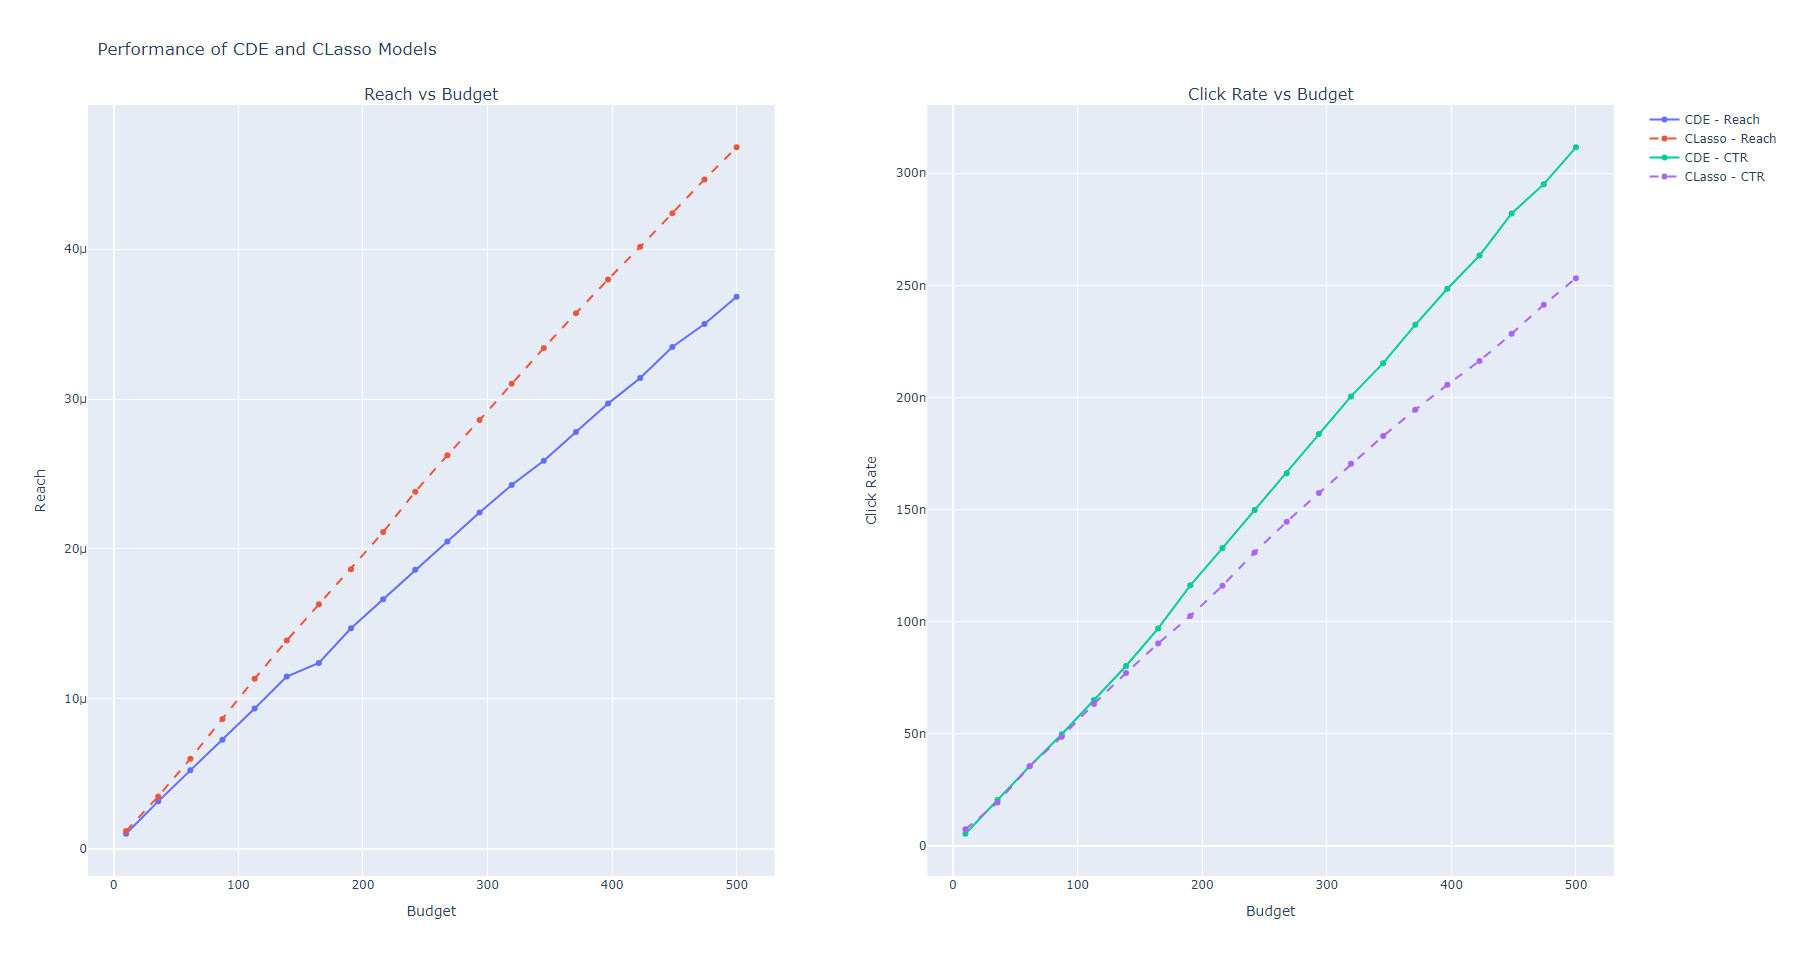 Performance of CDE and CLasso Models
Reach vs Budget
Click Rate vs Budget
CDE - Reach
CLasso - Reach
CDE - CTR
CLasso - CTR
Reach
40μ
30μ
20μ
10μ
0
0 100 200 300 400 500
Budget
Click Rate
300n
250n
200n
150n
100n
50n
0
0 100 200 300 400 500
Budget